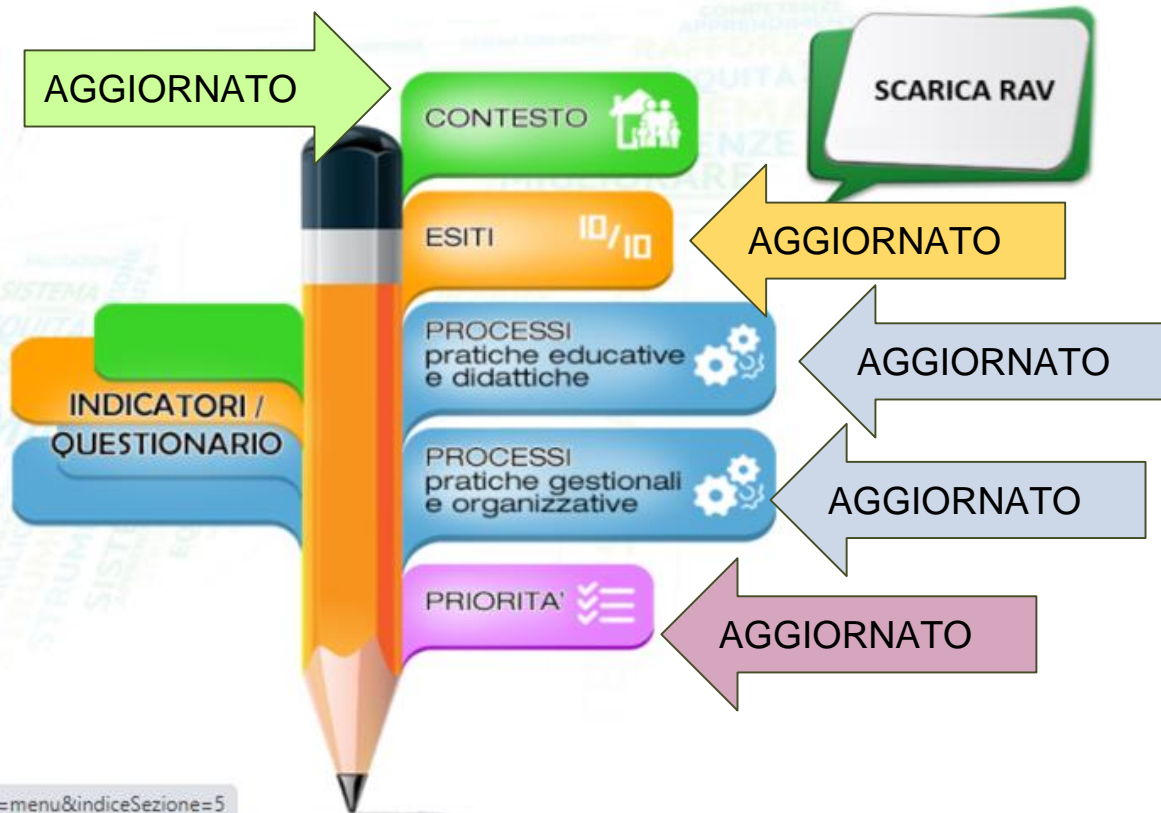 AGGIORNATO
CONTESTO
SCARICA RAV
ESITI
10/10
AGGIORNATO
PROCESSI
pratiche educative
e didattiche
AGGIORNATO
INDICATORI /
QUESTIONARIO
PROCESSI
pratiche gestionali
e organizzative
AGGIORNATO
PRIORITA'
AGGIORNATO
=menu&indiceSezione=5